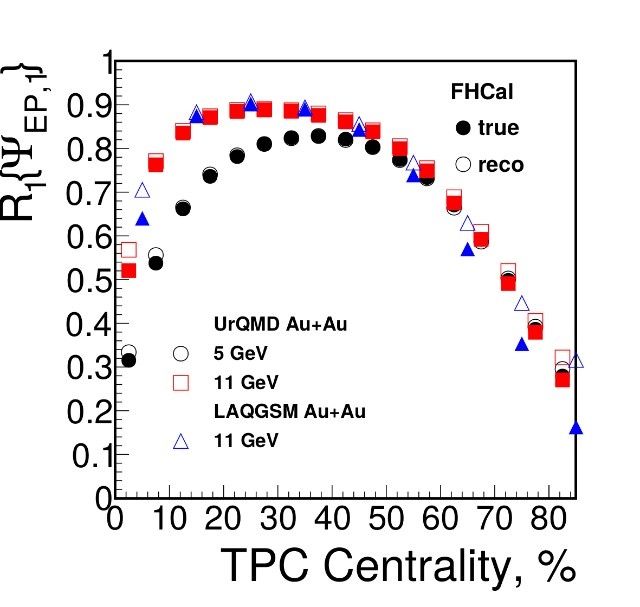 R₁{Ψ_EP,1}
1
0.9
0.8
0.7
0.6
0.5
0.4
0.3
0.2
0.1
0
FHCal
true
reco
UrQMD Au+Au
5 GeV
11 GeV
LAQGSM Au+Au
11 GeV
0 10 20 30 40 50 60 70 80
TPC Centrality, %